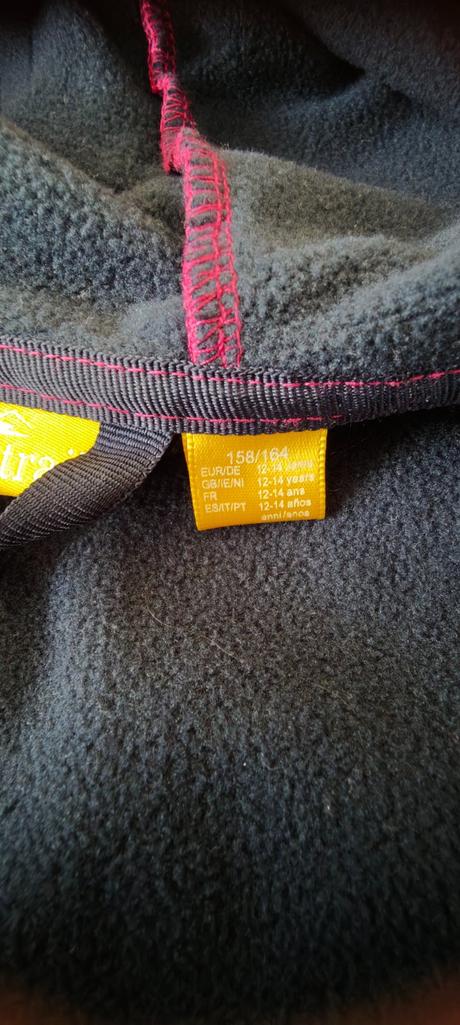 tra
158/164
EUR/DE 12-14
GB/IE/NI 12-14 years
FR 12-14 ans
ES/IT/PT 12-14 años
anni/anos